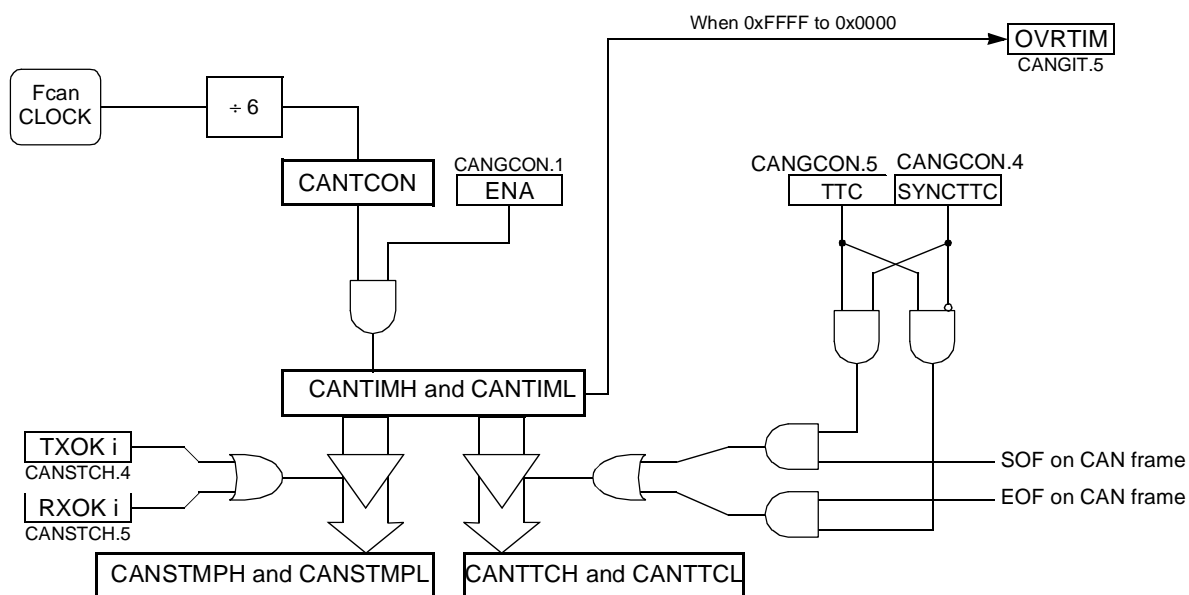 When 0xFFFF to 0x0000
OVRTIM
CANGIT.5
Fcan
CLOCK
÷ 6
CANTCON
CANGCON.1
ENA
CANGCON.5
CANGCON.4
TTC
SYNCTTC
CANTIMH and CANTIML
TXOK i
CANSTCH.4
RXOK i
CANSTCH.5
SOF on CAN frame
EOF on CAN frame
CANSTMPH and CANSTMPL
CANTTCH and CANTTCL